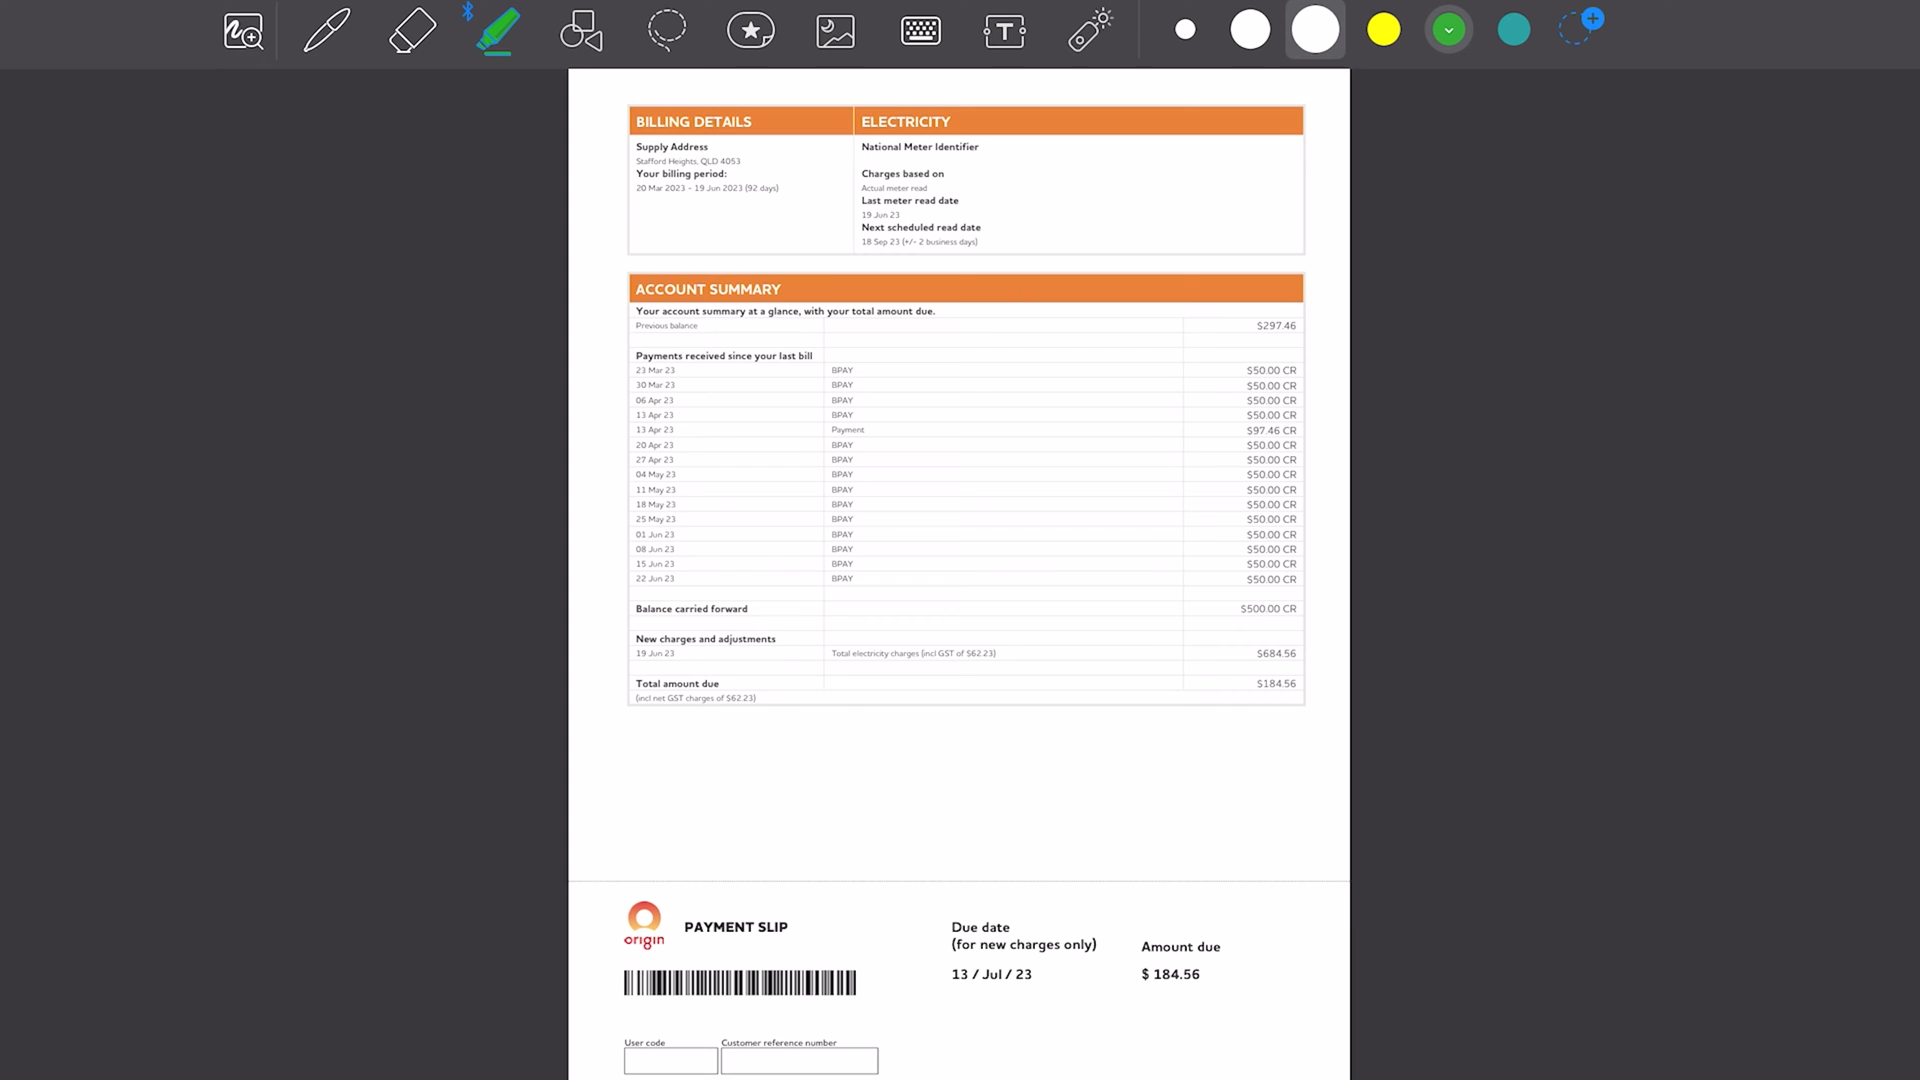 BILLING DETAILS ELECTRICITY
Supply Address National Meter Identifier
Stafford Heights, QLD 4053
Your billing period: Charges based on
20 Mar 2023 – 19 Jun 2023 (92 days) Actual meter read
Last meter read date
19 Jun 23
Next scheduled read date
18 Sep 23 (+/- 2 business days)
ACCOUNT SUMMARY
Your account summary at a glance, with your total amount due.
Previous balance $297.46
Payments received since your last bill
23 Mar 23 BPAY $50.00 CR
30 Mar 23 BPAY $50.00 CR
06 Apr 23 BPAY $50.00 CR
13 Apr 23 BPAY $50.00 CR
13 Apr 23 Payment $97.46 CR
20 Apr 23 BPAY $50.00 CR
27 Apr 23 BPAY $50.00 CR
04 May 23 BPAY $50.00 CR
11 May 23 BPAY $50.00 CR
18 May 23 BPAY $50.00 CR
25 May 23 BPAY $50.00 CR
01 Jun 23 BPAY $50.00 CR
08 Jun 23 BPAY $50.00 CR
15 Jun 23 BPAY $50.00 CR
22 Jun 23 BPAY $50.00 CR
Balance carried forward $500.00 CR
New charges and adjustments
19 Jun 23 Total electricity charges (incl GST of $62.23) $684.56
Total amount due $184.56
(incl net GST charges of $62.23)
origin
PAYMENT SLIP
Due date
(for new charges only) Amount due
13 / Jul / 23 $ 184.56
User code Customer reference number